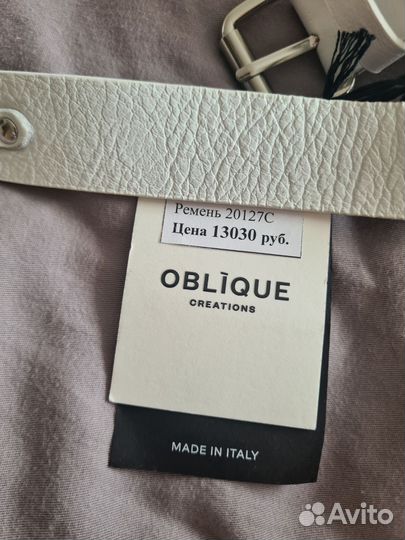 Ремень 20127С
Цена 13030 руб.
OBLĪQUE
CREATIONS
MADE IN ITALY
Avito